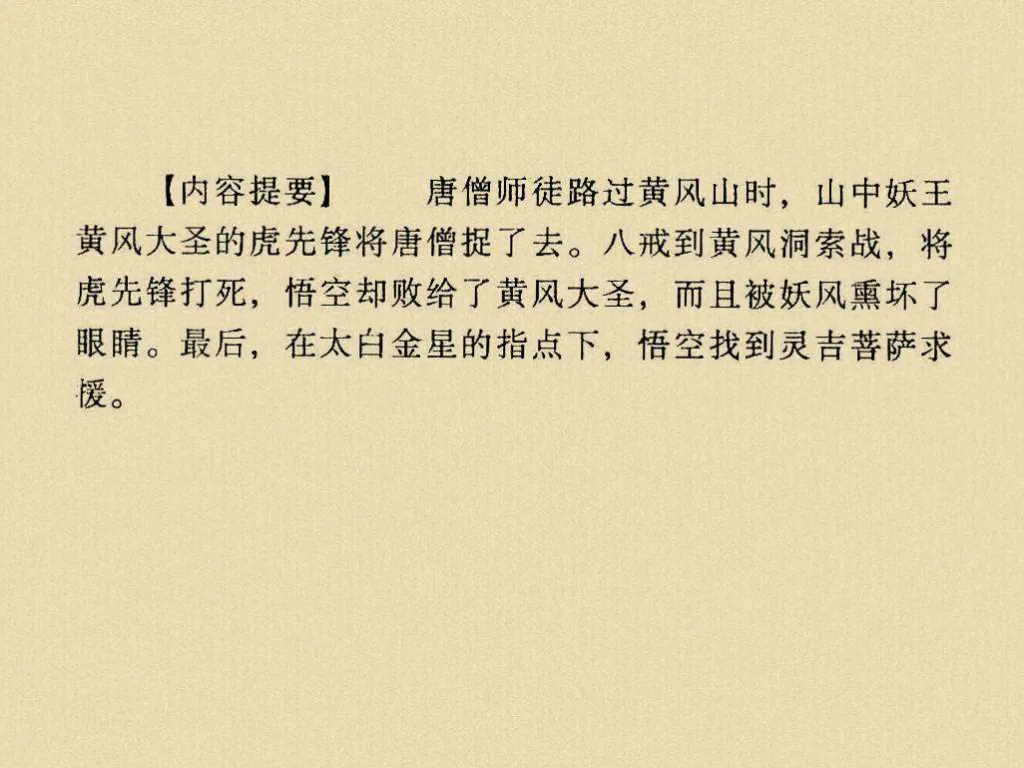 【内容提要】 唐僧师徒路过黄风山时，山中妖王
黄风大圣的虎先锋将唐僧捉了去。八戒到黄风洞索战，将
虎先锋打死，悟空却败给了黄风大圣，而且被妖风熏坏了
眼睛。最后，在太白金星的指点下，悟空找到灵吉菩萨求
援。